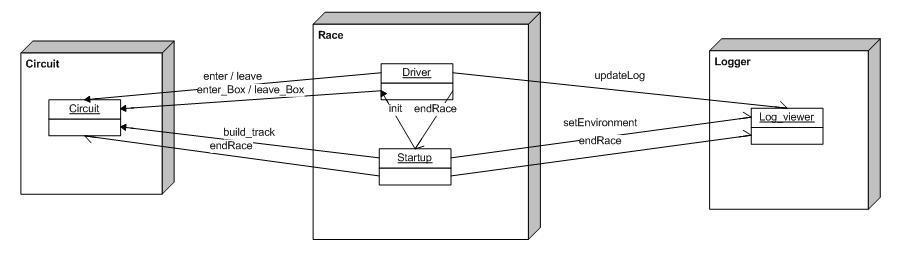 Circuit
Race
Logger
Driver
enter / leave
updateLog
enter_Box / leave_Box
Circuit
init
endRace
Log_viewer
setEnvironment
build_track
endRace
endRace
Startup